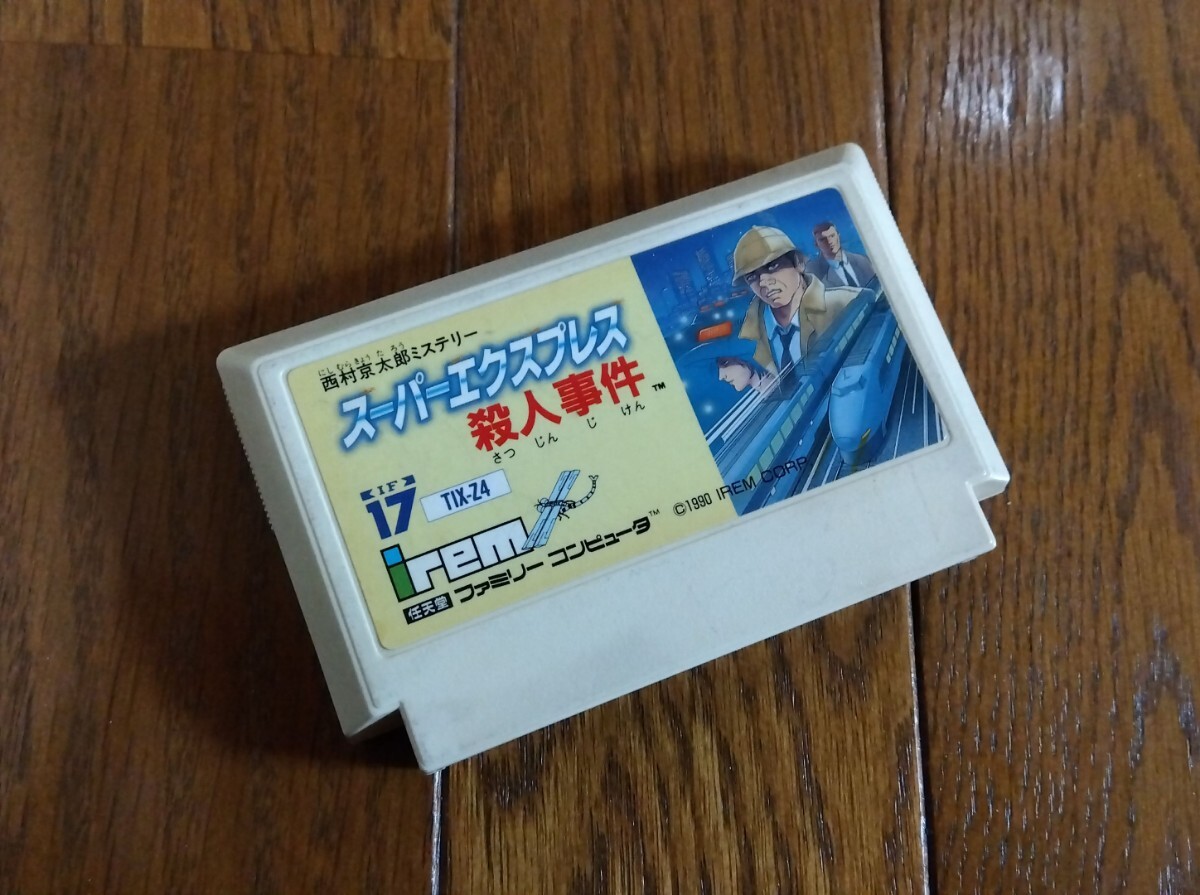 にしむらきょうたろう
西村京太郎ミステリー
スーパーエクスプレス
殺人事件™
さつ じん じ けん
IF
17
TIX-Z4
irem
任天堂 ファミリー コンピュータ™
©1990 IREM CORP.